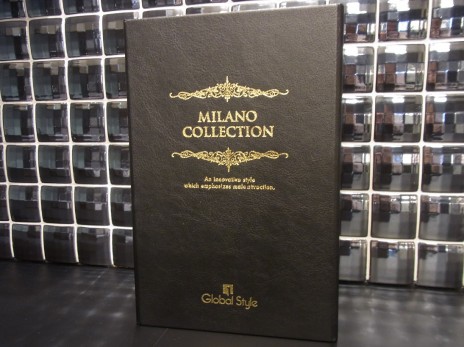 MILANO
COLLECTION
An innovative style
which emphasizes male attraction.
Global Style